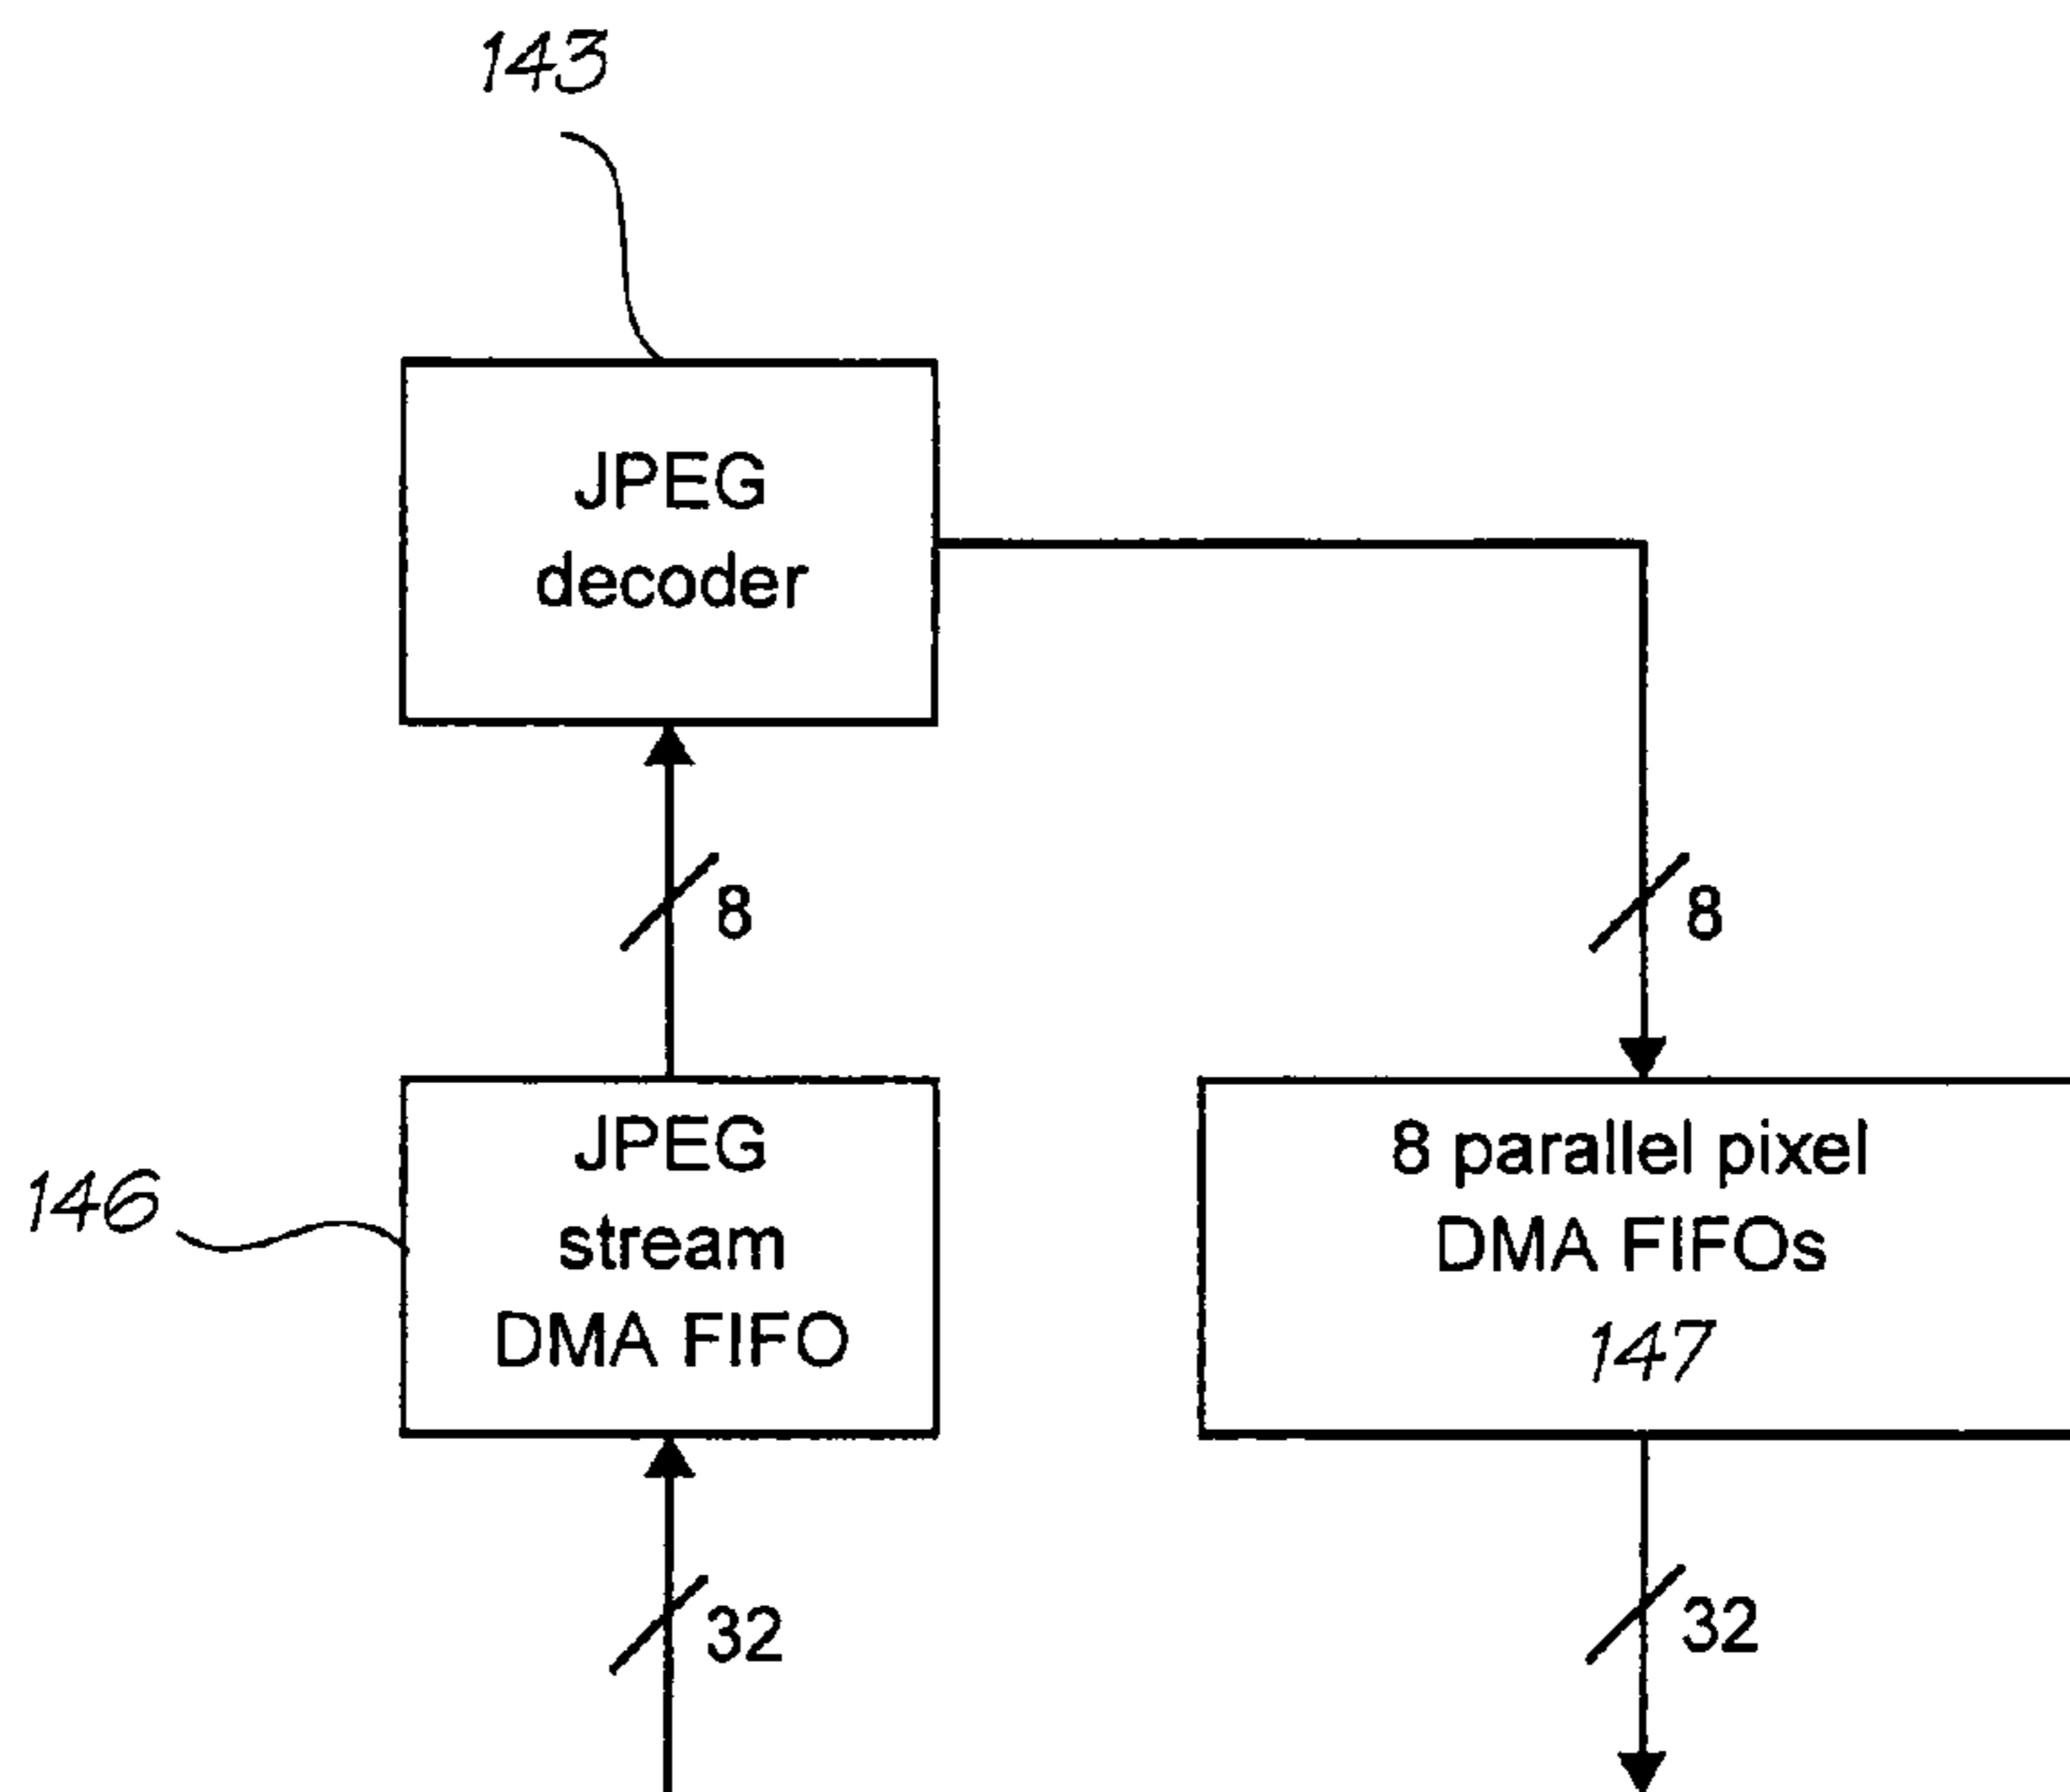 143
JPEG
decoder
8
8
146
JPEG
stream
DMA FIFO
8 parallel pixel
DMA FIFOs
147
32
32